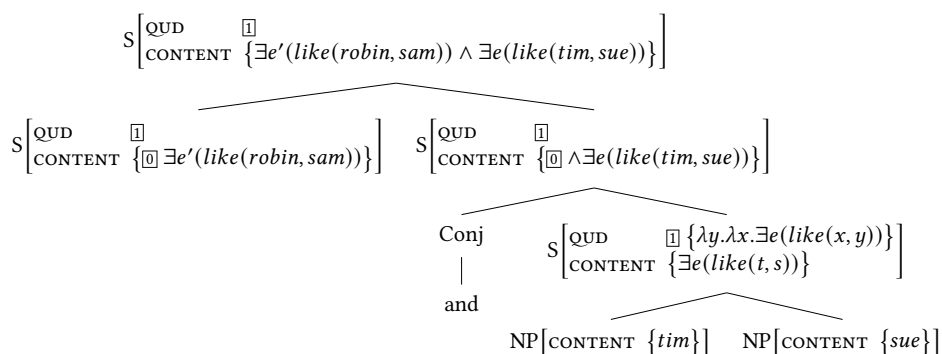 S[QUD [1]
CONTENT {∃e′(like(robin, sam)) ∧ ∃e(like(tim, sue))}]
S[QUD [1]
CONTENT {[0] ∃e′(like(robin, sam))}]
S[QUD [1]
CONTENT {[0] ∧∃e(like(tim, sue))}]
Conj
S[QUD [1] {λy.λx.∃e(like(x, y))}
CONTENT {∃e(like(t, s))}]
and
NP[CONTENT {tim}] NP[CONTENT {sue}]